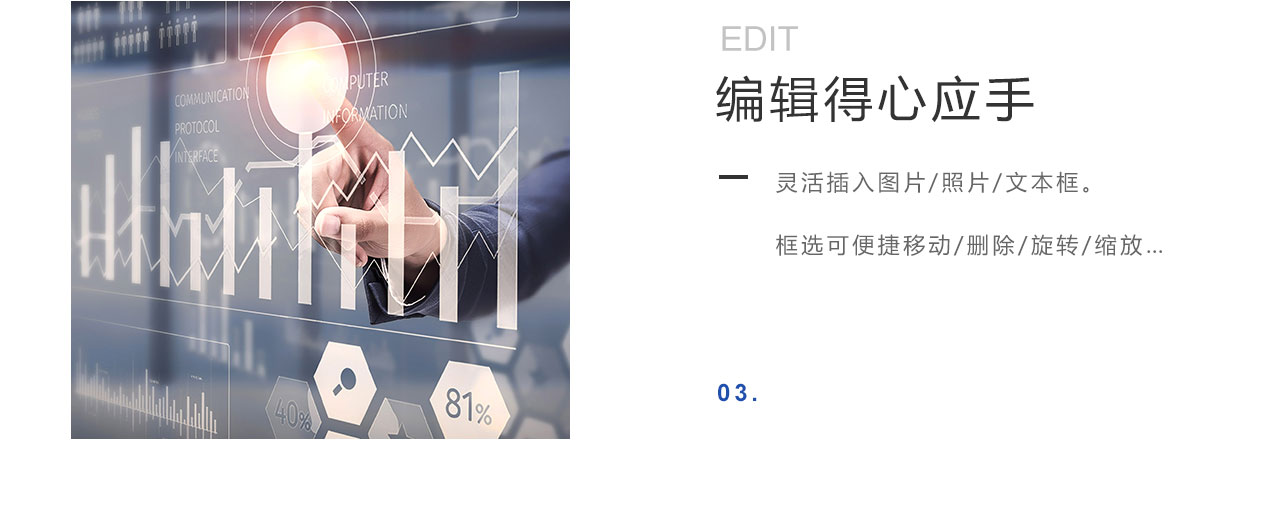 COMPUTER
INFORMATION
COMMUNICATION
PROTOCOL
INTERFACE
40%
81%
EDIT
编辑得心应手
灵活插入图片/照片/文本框。
框选可便捷移动/删除/旋转/缩放...
03.